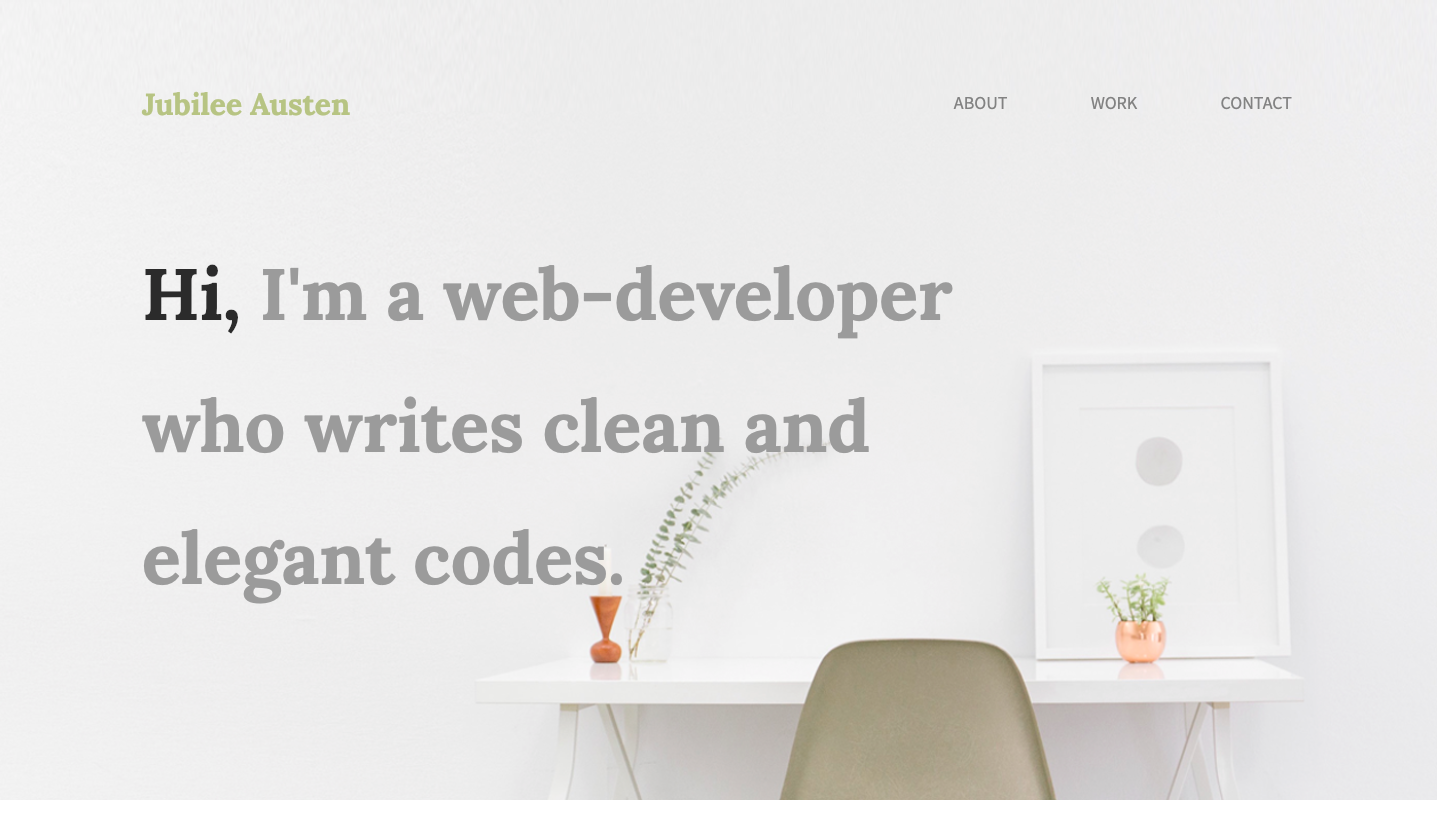 Jubilee Austen
ABOUT WORK CONTACT
Hi, I'm a web-developer
who writes clean and
elegant codes.